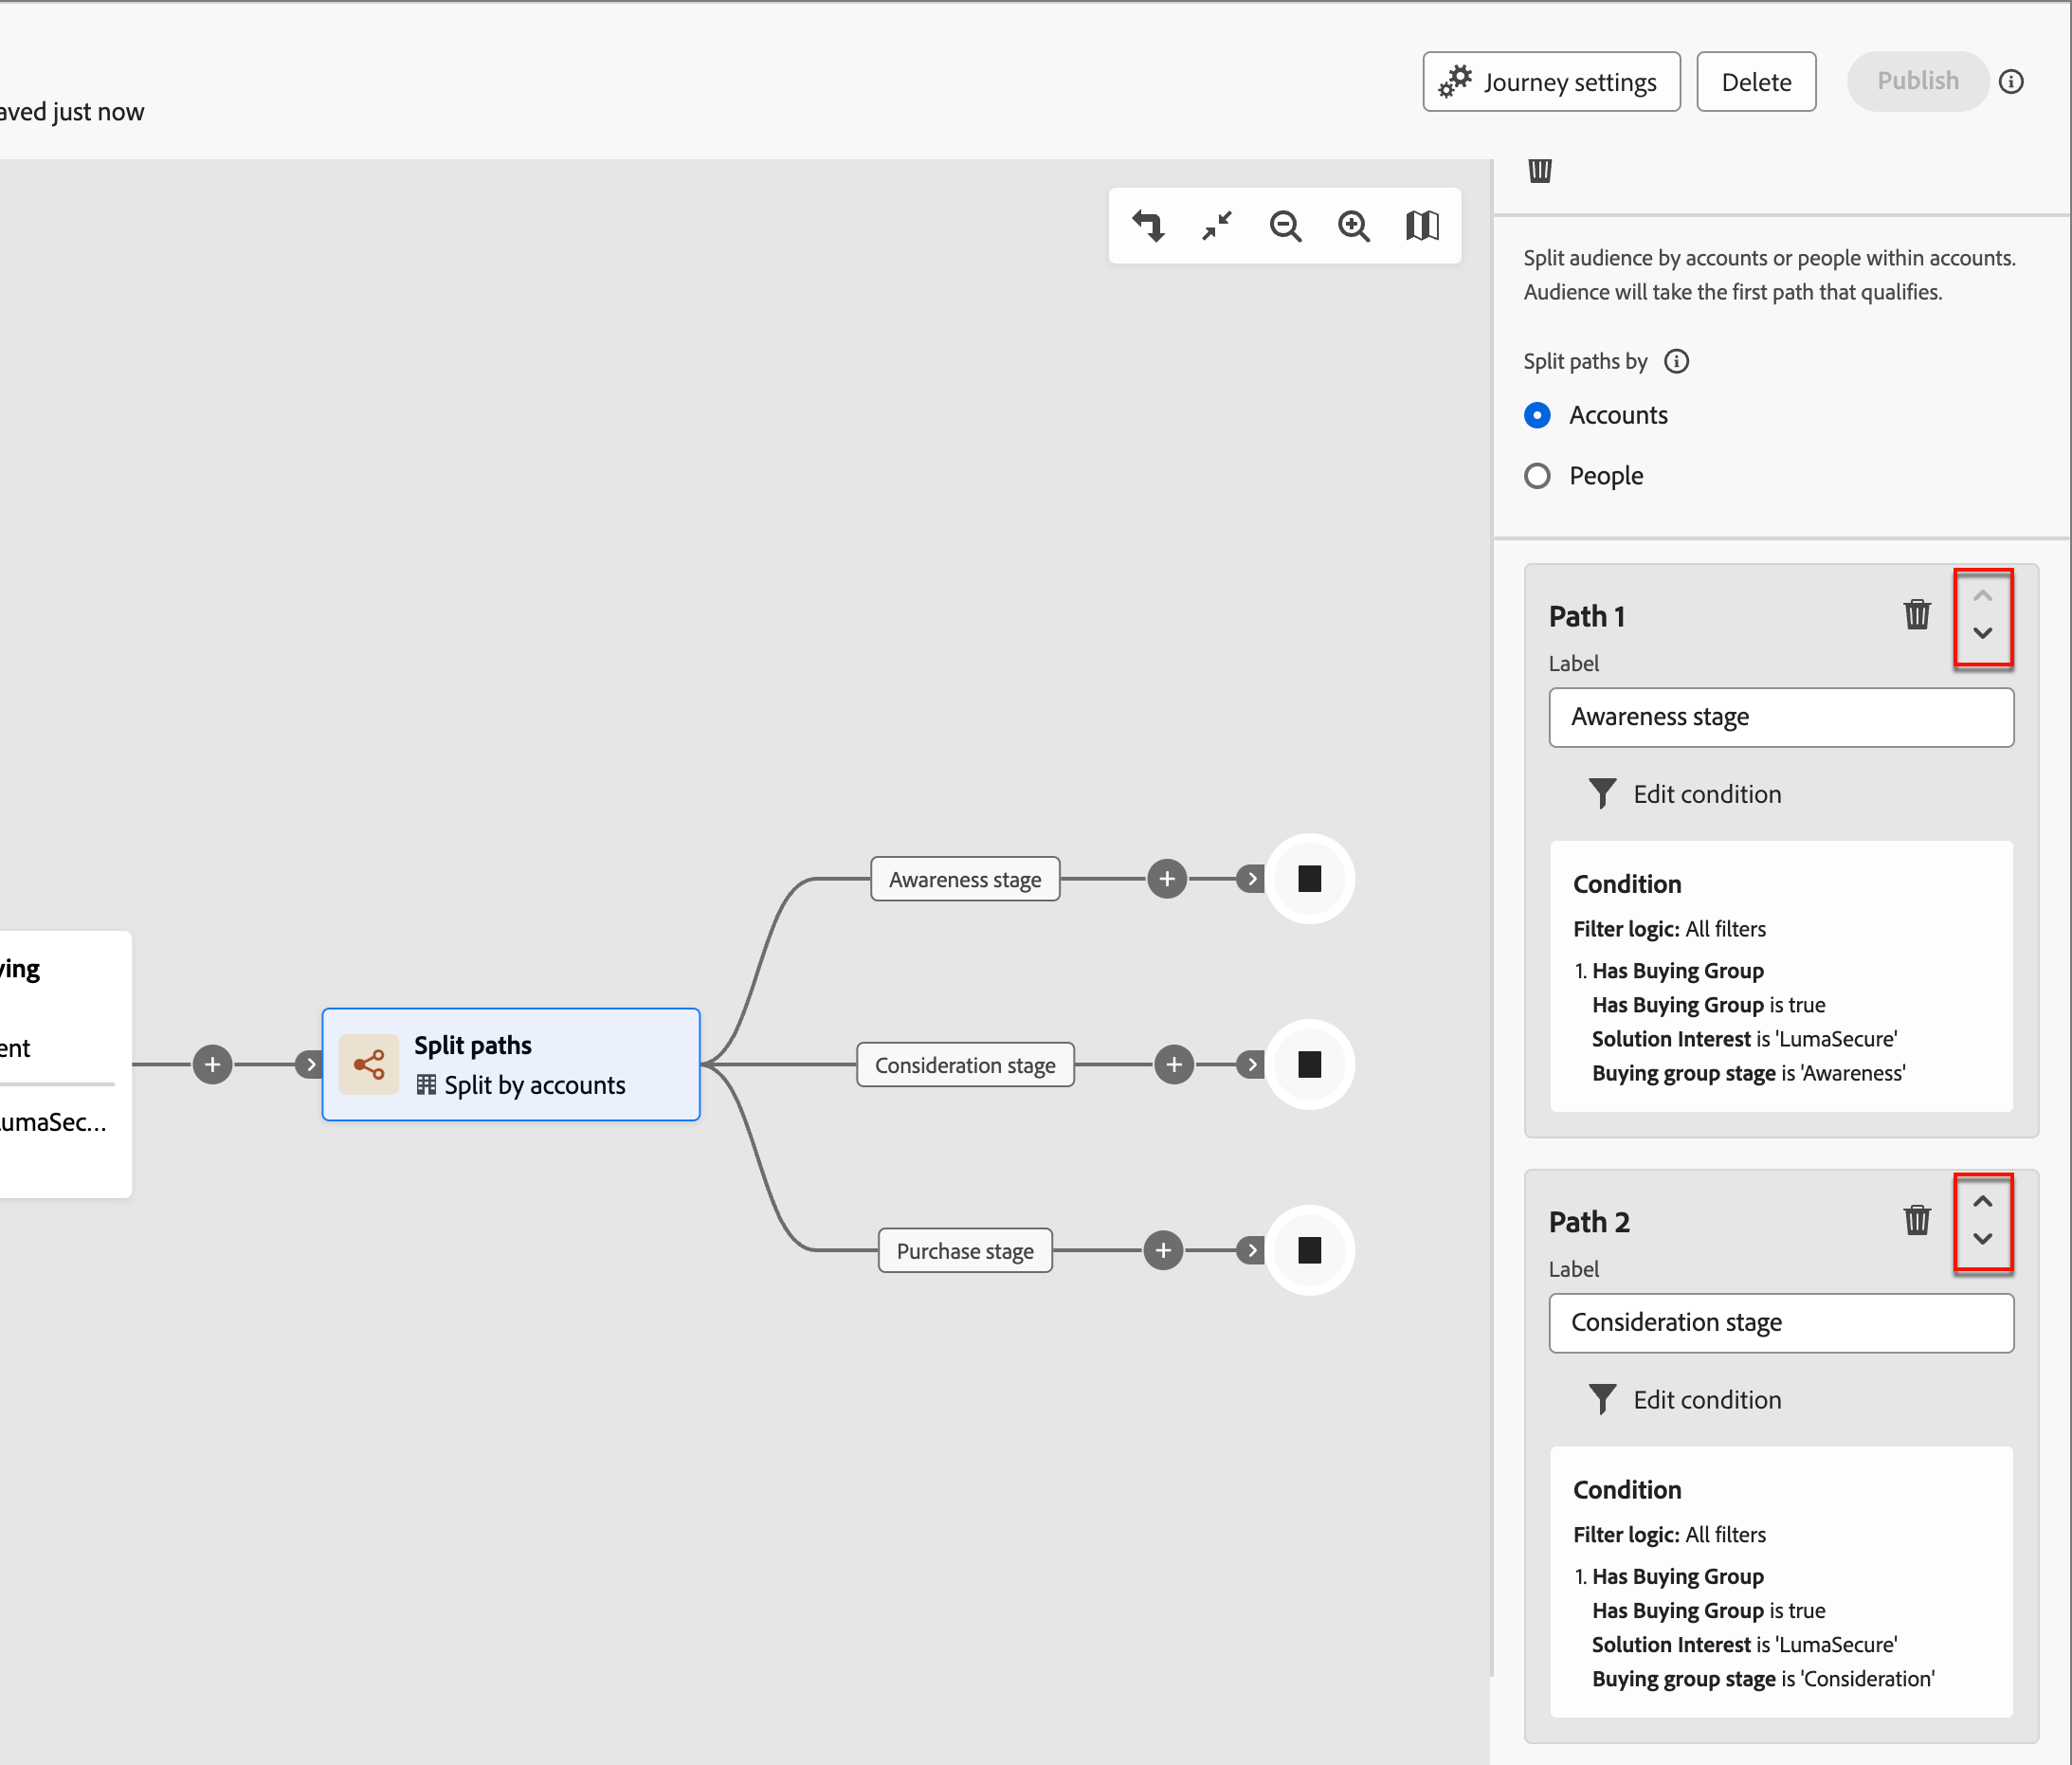 Journey settings
Delete
Publish
aved just now
Split audience by accounts or people within accounts.
Audience will take the first path that qualifies.
Split paths by
Accounts
People
Path 1
Label
Awareness stage
Edit condition
Condition
Filter logic: All filters
1. Has Buying Group
Has Buying Group is true
Solution Interest is 'LumaSecure'
Buying group stage is 'Awareness'
Path 2
Label
Consideration stage
Edit condition
Condition
Filter logic: All filters
1. Has Buying Group
Has Buying Group is true
Solution Interest is 'LumaSecure'
Buying group stage is 'Consideration'
ying
ent
LumaSec...
Split paths
Split by accounts
Awareness stage
Consideration stage
Purchase stage